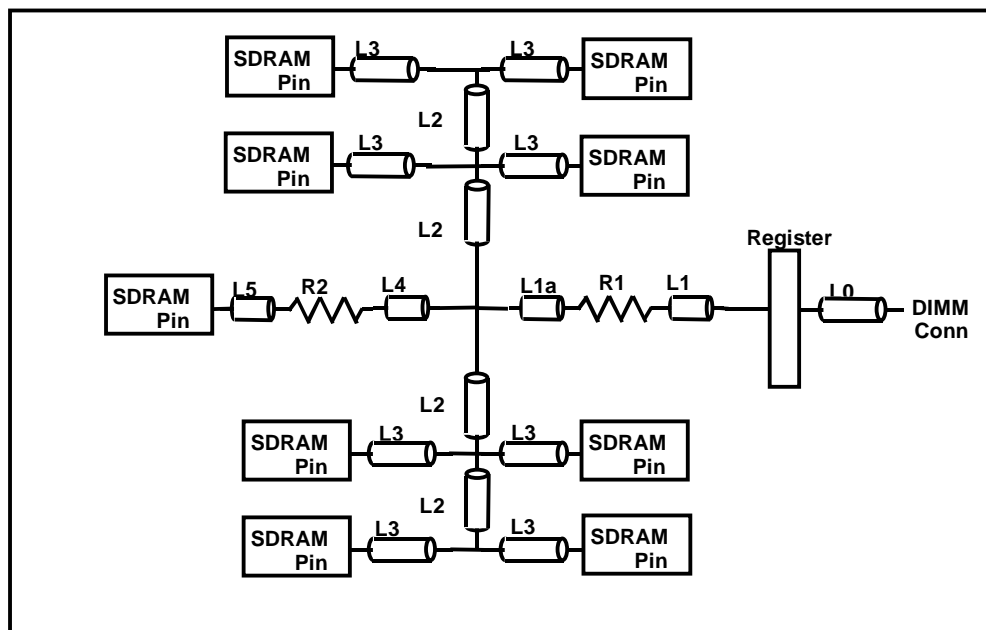 L3
L3
SDRAM
Pin
SDRAM
Pin
L2
L3
L3
SDRAM
Pin
SDRAM
Pin
L2
Register
SDRAM
Pin
L5
R2
L4
L1a
R1
L1
L0
DIMM
Conn
L2
L3
L3
SDRAM
Pin
SDRAM
Pin
L2
L3
L3
SDRAM
Pin
SDRAM
Pin